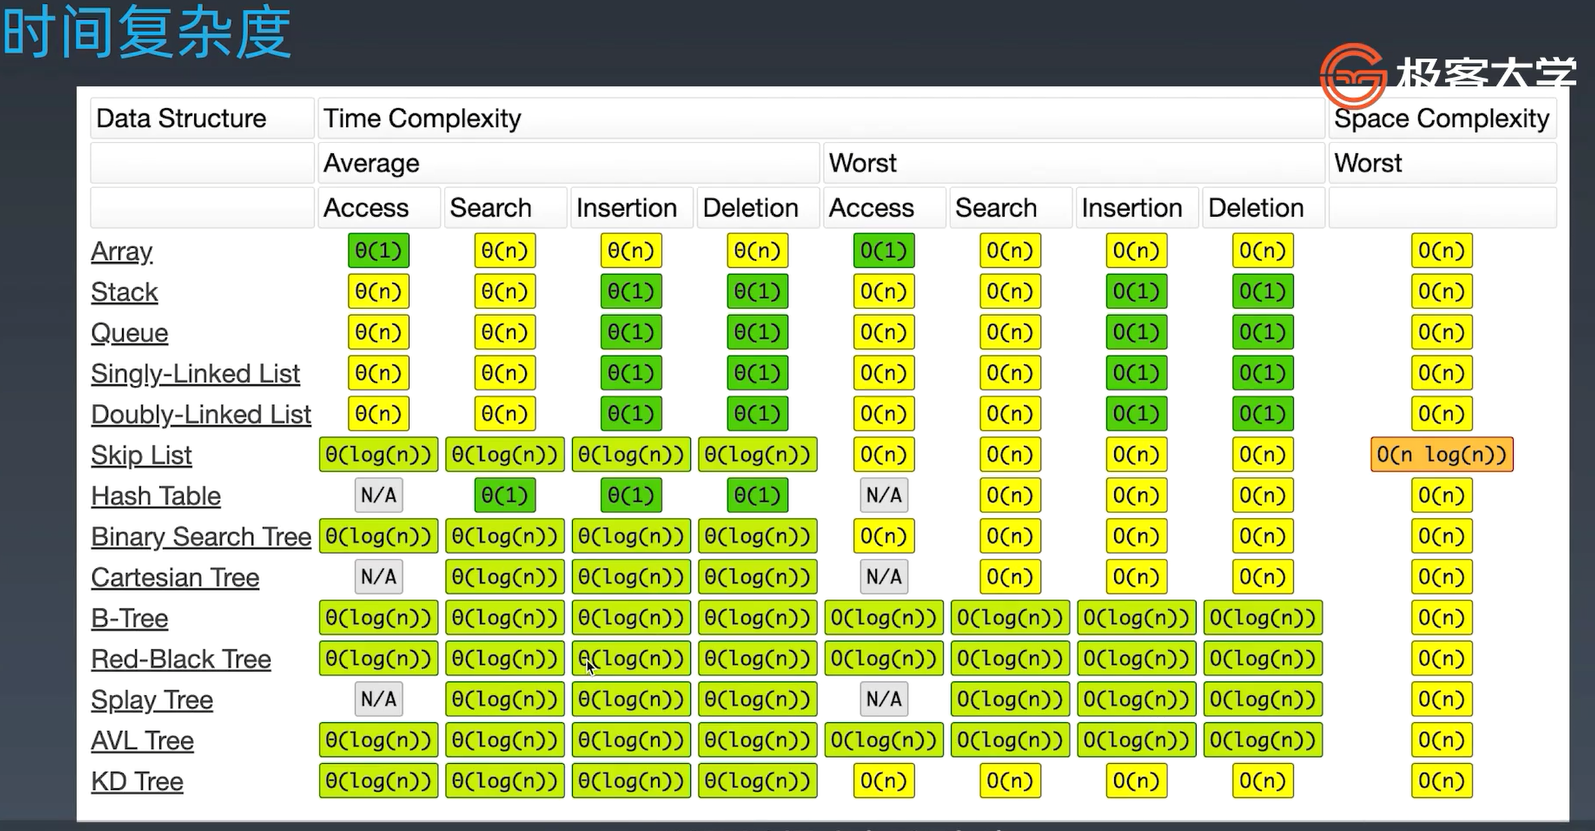 时间复杂度
极客大学
Data Structure Time Complexity Space Complexity
Average Worst Worst
Access Search Insertion Deletion Access Search Insertion Deletion
Array Θ(1) Θ(n) Θ(n) Θ(n) O(1) O(n) O(n) O(n) O(n)
Stack Θ(n) Θ(n) Θ(1) Θ(1) O(n) O(n) O(1) O(1) O(n)
Queue Θ(n) Θ(n) Θ(1) Θ(1) O(n) O(n) O(1) O(1) O(n)
Singly-Linked List Θ(n) Θ(n) Θ(1) Θ(1) O(n) O(n) O(1) O(1) O(n)
Doubly-Linked List Θ(n) Θ(n) Θ(1) Θ(1) O(n) O(n) O(1) O(1) O(n)
Skip List Θ(log(n)) Θ(log(n)) Θ(log(n)) Θ(log(n)) O(n) O(n) O(n) O(n) O(n log(n))
Hash Table N/A Θ(1) Θ(1) Θ(1) N/A O(n) O(n) O(n) O(n)
Binary Search Tree Θ(log(n)) Θ(log(n)) Θ(log(n)) Θ(log(n)) O(n) O(n) O(n) O(n) O(n)
Cartesian Tree N/A Θ(log(n)) Θ(log(n)) Θ(log(n)) N/A O(n) O(n) O(n) O(n)
B-Tree Θ(log(n)) Θ(log(n)) Θ(log(n)) Θ(log(n)) O(log(n)) O(log(n)) O(log(n)) O(log(n)) O(n)
Red-Black Tree Θ(log(n)) Θ(log(n)) Θ(log(n)) Θ(log(n)) O(log(n)) O(log(n)) O(log(n)) O(log(n)) O(n)
Splay Tree N/A Θ(log(n)) Θ(log(n)) Θ(log(n)) N/A O(log(n)) O(log(n)) O(log(n)) O(n)
AVL Tree Θ(log(n)) Θ(log(n)) Θ(log(n)) Θ(log(n)) O(log(n)) O(log(n)) O(log(n)) O(log(n)) O(n)
KD Tree Θ(log(n)) Θ(log(n)) Θ(log(n)) Θ(log(n)) O(n) O(n) O(n) O(n) O(n)